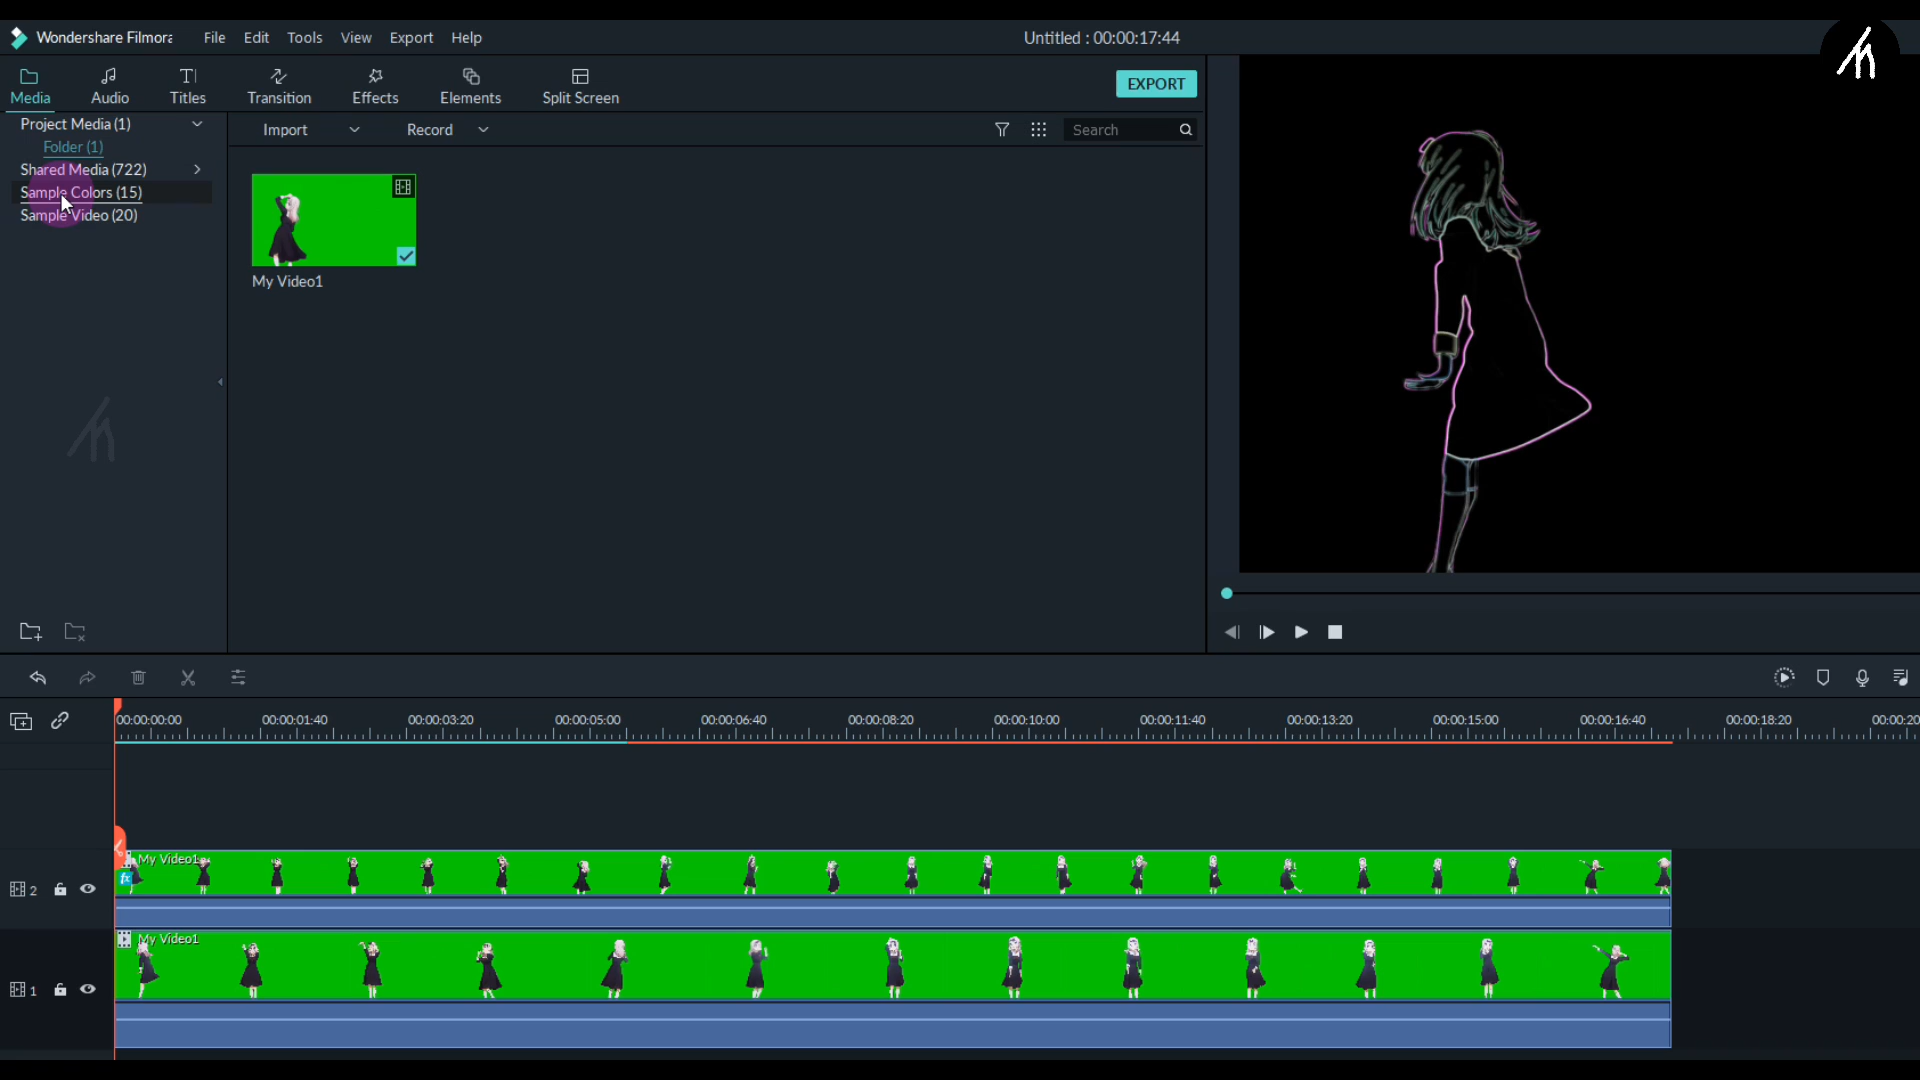 Wondershare Filmora File Edit Tools View Export Help Untitled : 00:00:17:44
Media Audio Titles Transition Effects Elements Split Screen EXPORT
Project Media (1) Import Record Search
Folder (1)
Shared Media (722)
Sample Colors (15)
Sample Video (20)
My Video1
00:00:00:00 00:00:01:40 00:00:03:20 00:00:05:00 00:00:06:40 00:00:08:20 00:00:10:00 00:00:11:40 00:00:13:20 00:00:15:00 00:00:16:40 00:00:18:20 00:00:20
My Video1
fx
2
My Video1
1